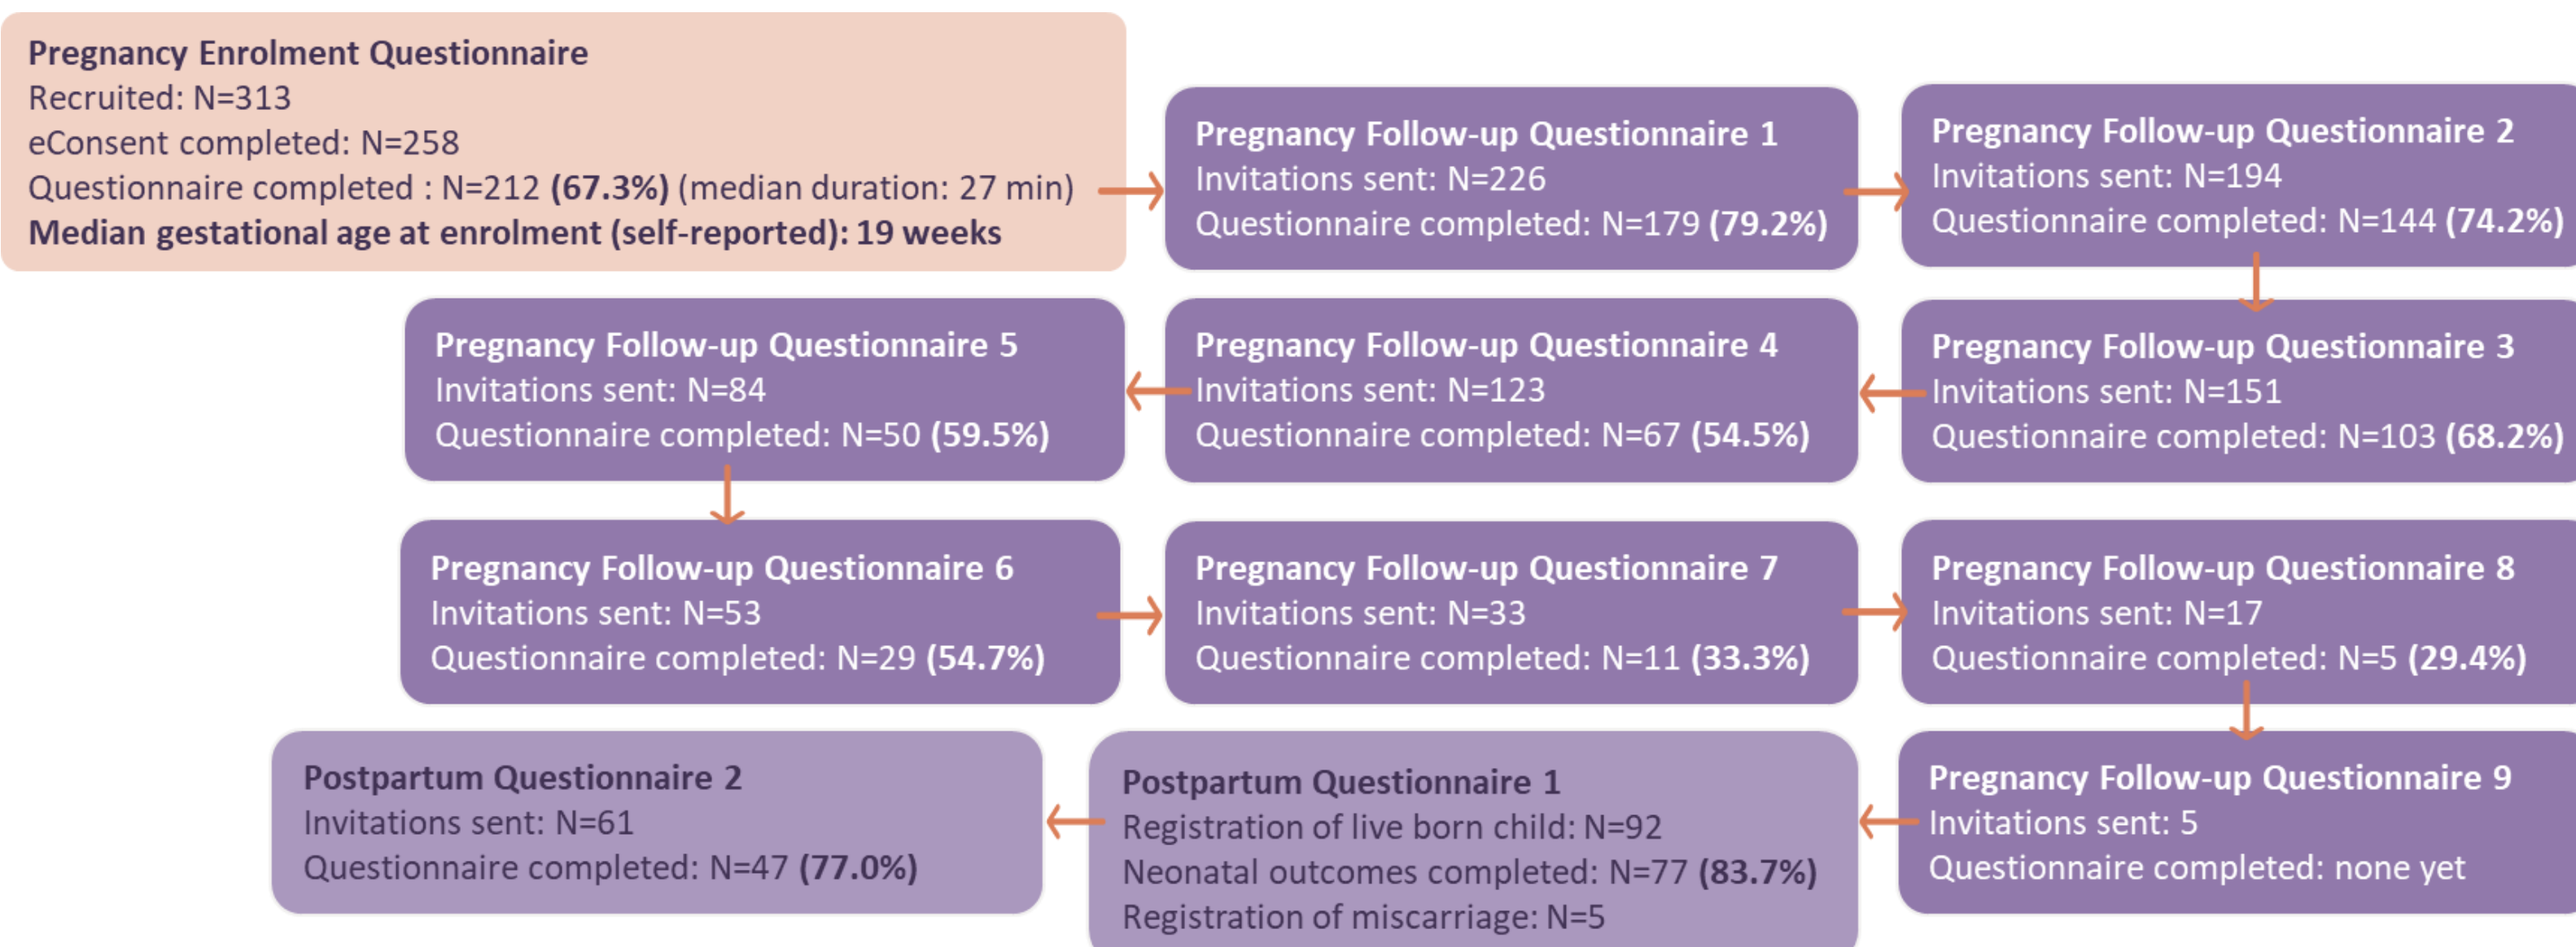 Pregnancy Enrolment Questionnaire
Recruited: N=313
eConsent completed: N=258
Questionnaire completed : N=212 (67.3%) (median duration: 27 min)
Median gestational age at enrolment (self-reported): 19 weeks
Pregnancy Follow-up Questionnaire 1
Invitations sent: N=226
Questionnaire completed: N=179 (79.2%)
Pregnancy Follow-up Questionnaire 2
Invitations sent: N=194
Questionnaire completed: N=144 (74.2%)
Pregnancy Follow-up Questionnaire 3
Invitations sent: N=151
Questionnaire completed: N=103 (68.2%)
Pregnancy Follow-up Questionnaire 4
Invitations sent: N=123
Questionnaire completed: N=67 (54.5%)
Pregnancy Follow-up Questionnaire 5
Invitations sent: N=84
Questionnaire completed: N=50 (59.5%)
Pregnancy Follow-up Questionnaire 6
Invitations sent: N=53
Questionnaire completed: N=29 (54.7%)
Pregnancy Follow-up Questionnaire 7
Invitations sent: N=33
Questionnaire completed: N=11 (33.3%)
Pregnancy Follow-up Questionnaire 8
Invitations sent: N=17
Questionnaire completed: N=5 (29.4%)
Pregnancy Follow-up Questionnaire 9
Invitations sent: 5
Questionnaire completed: none yet
Postpartum Questionnaire 1
Registration of live born child: N=92
Neonatal outcomes completed: N=77 (83.7%)
Registration of miscarriage: N=5
Postpartum Questionnaire 2
Invitations sent: N=61
Questionnaire completed: N=47 (77.0%)